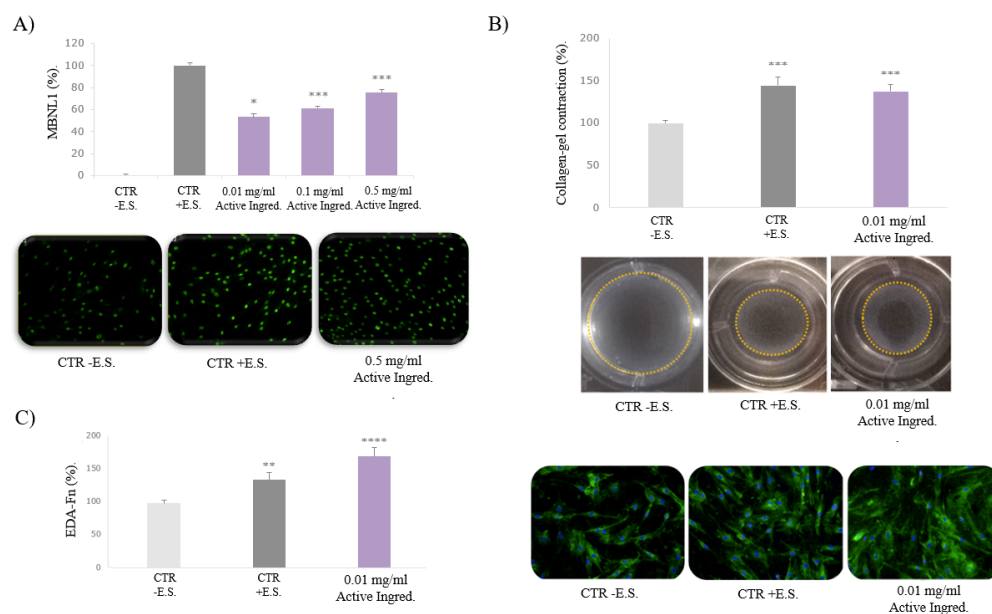 A)
MBNL1 (%).
120
100
80
60
40
20
0
*
***
***
CTR
-E.S.
CTR
+E.S.
0.01 mg/ml
Active Ingred.
0.1 mg/ml
Active Ingred.
0.5 mg/ml
Active Ingred.
CTR -E.S.
CTR +E.S.
0.5 mg/ml
Active Ingred.
.
B)
Collagen-gel contraction (%).
200
150
100
50
0
***
***
CTR
-E.S.
CTR
+E.S.
0.01 mg/ml
Active Ingred.
CTR -E.S.
CTR +E.S.
0.01 mg/ml
Active Ingred.
.
C)
EDA-Fn (%).
200
150
100
50
0
**
****
CTR
-E.S.
CTR
+E.S.
0.01 mg/ml
Active Ingred.
CTR -E.S.
CTR +E.S.
0.01 mg/ml
Active Ingred.